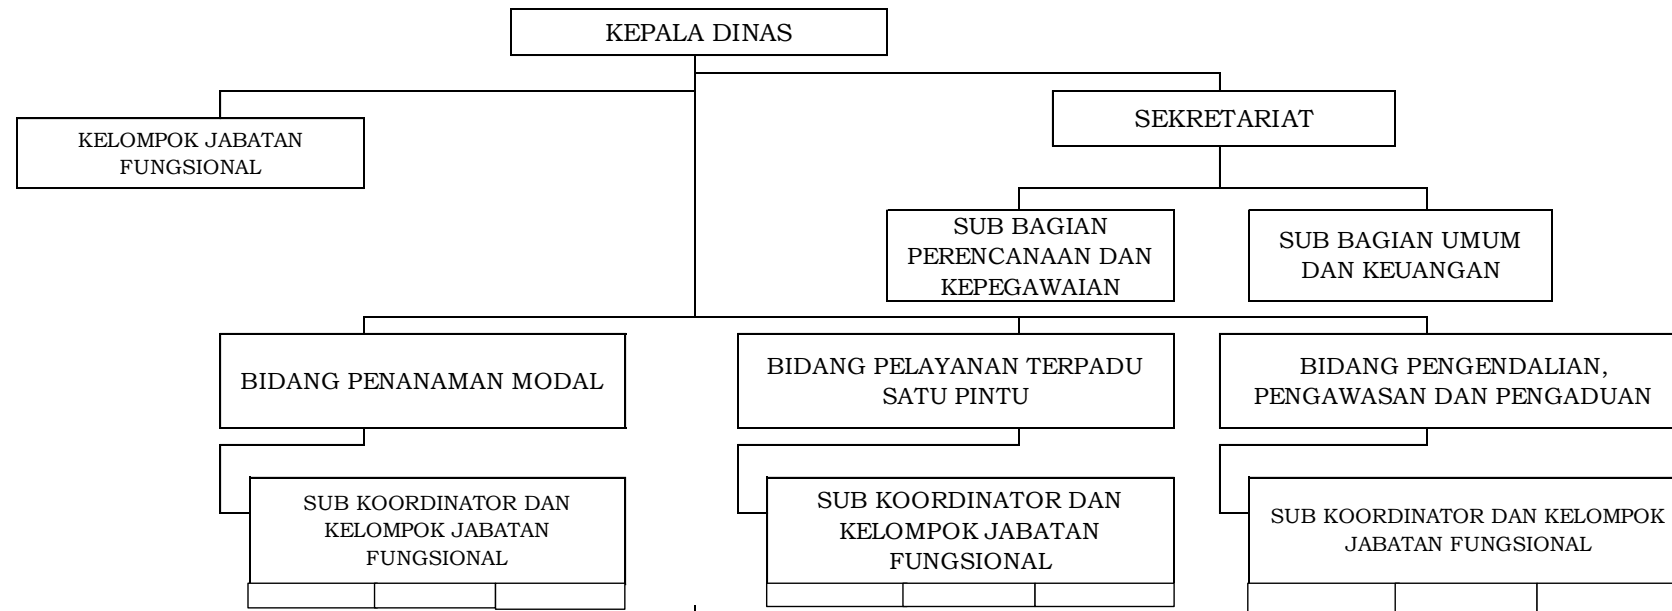 KEPALA DINAS
KELOMPOK JABATAN
FUNGSIONAL
SEKRETARIAT
SUB BAGIAN
PERENCANAAN DAN
KEPEGAWAIAN
SUB BAGIAN UMUM
DAN KEUANGAN
BIDANG PENANAMAN MODAL
BIDANG PELAYANAN TERPADU
SATU PINTU
BIDANG PENGENDALIAN,
PENGAWASAN DAN PENGADUAN
SUB KOORDINATOR DAN
KELOMPOK JABATAN
FUNGSIONAL
SUB KOORDINATOR DAN
KELOMPOK JABATAN
FUNGSIONAL
SUB KOORDINATOR DAN KELOMPOK
JABATAN FUNGSIONAL